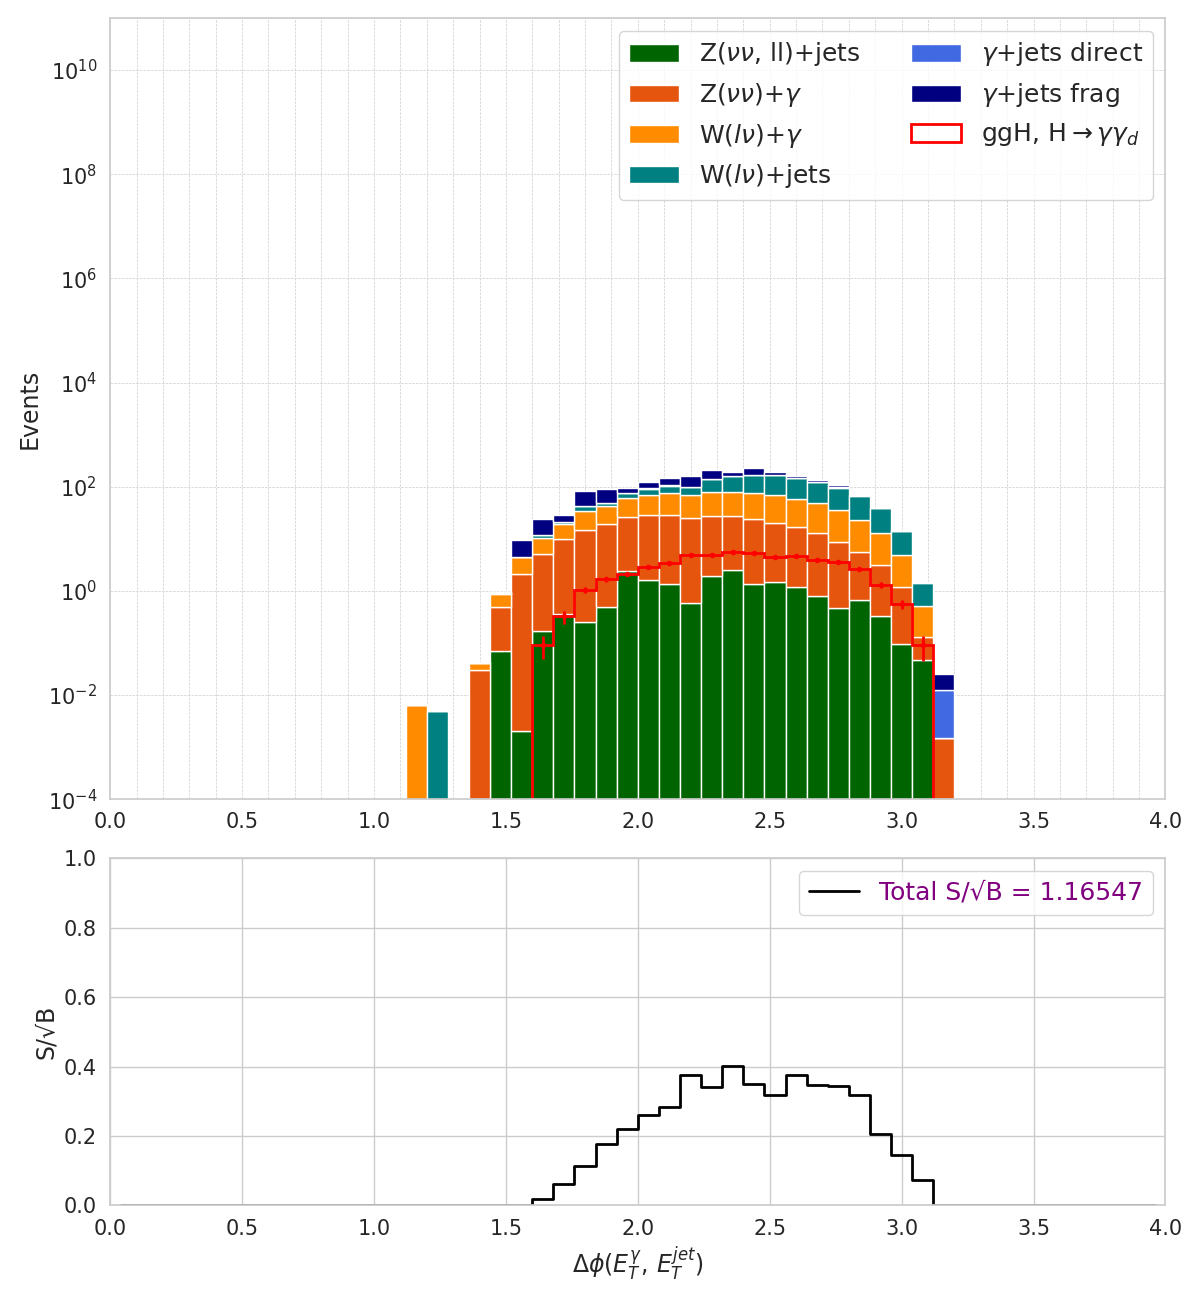 Z(νν, ll)+jets
Z(νν)+γ
W(lν)+γ
W(lν)+jets
γ+jets direct
γ+jets frag
ggH, H→γγ_d
Events
10^10
10^8
10^6
10^4
10^2
10^0
10^−2
10^−4
0.0 0.5 1.0 1.5 2.0 2.5 3.0 3.5 4.0
Total S/√B = 1.16547
S/√B
1.0
0.8
0.6
0.4
0.2
0.0
0.0 0.5 1.0 1.5 2.0 2.5 3.0 3.5 4.0
Δϕ(E_T^γ, E_T^jet)